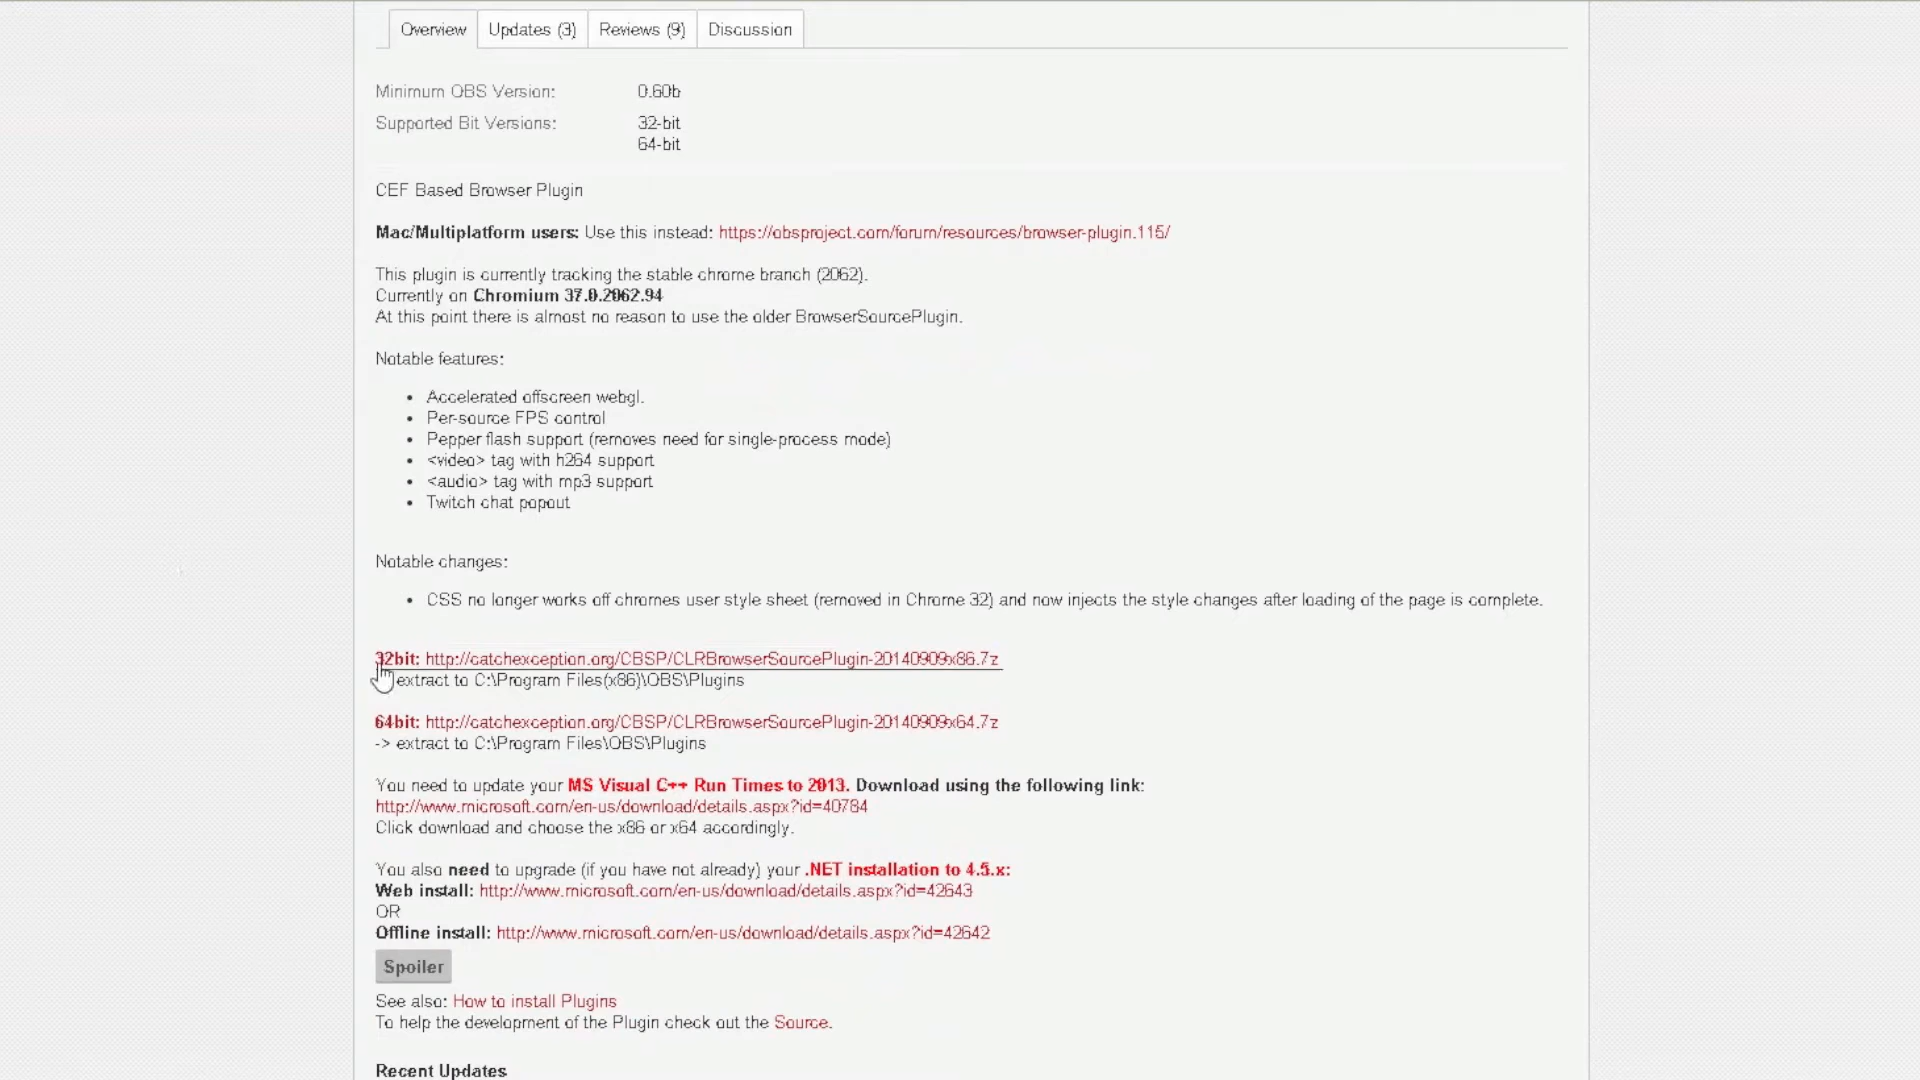 Overview Updates (3) Reviews (9) Discussion
Minimum OBS Version: 0.60b
Supported Bit Versions: 32-bit
64-bit
CEF Based Browser Plugin
Mac/Multiplatform users: Use this instead: https://obsproject.com/forum/resources/browser-plugin.115/
This plugin is currently tracking the stable chrome branch (2062).
Currently on Chromium 37.0.2062.94
At this point there is almost no reason to use the older BrowserSourcePlugin.
Notable features:
• Accelerated offscreen webgl.
• Per-source FPS control
• Pepper flash support (removes need for single-process mode)
• <video> tag with h264 support
• <audio> tag with mp3 support
• Twitch chat popout
Notable changes:
• CSS no longer works off chromes user style sheet (removed in Chrome 32) and now injects the style changes after loading of the page is complete.
32bit: http://catchexception.org/CBSP/CLRBrowserSourcePlugin-20140909x86.7z
extract to C:\Program Files(x86)\OBS\Plugins
64bit: http://catchexception.org/CBSP/CLRBrowserSourcePlugin-20140909x64.7z
-> extract to C:\Program Files\OBS\Plugins
You need to update your MS Visual C++ Run Times to 2013. Download using the following link:
http://www.microsoft.com/en-us/download/details.aspx?id=40784
Click download and choose the x86 or x64 accordingly.
You also need to upgrade (if you have not already) your .NET installation to 4.5.x:
Web install: http://www.microsoft.com/en-us/download/details.aspx?id=42643
OR
Offline install: http://www.microsoft.com/en-us/download/details.aspx?id=42642
Spoiler
See also: How to install Plugins
To help the development of the Plugin check out the Source.
Recent Updates